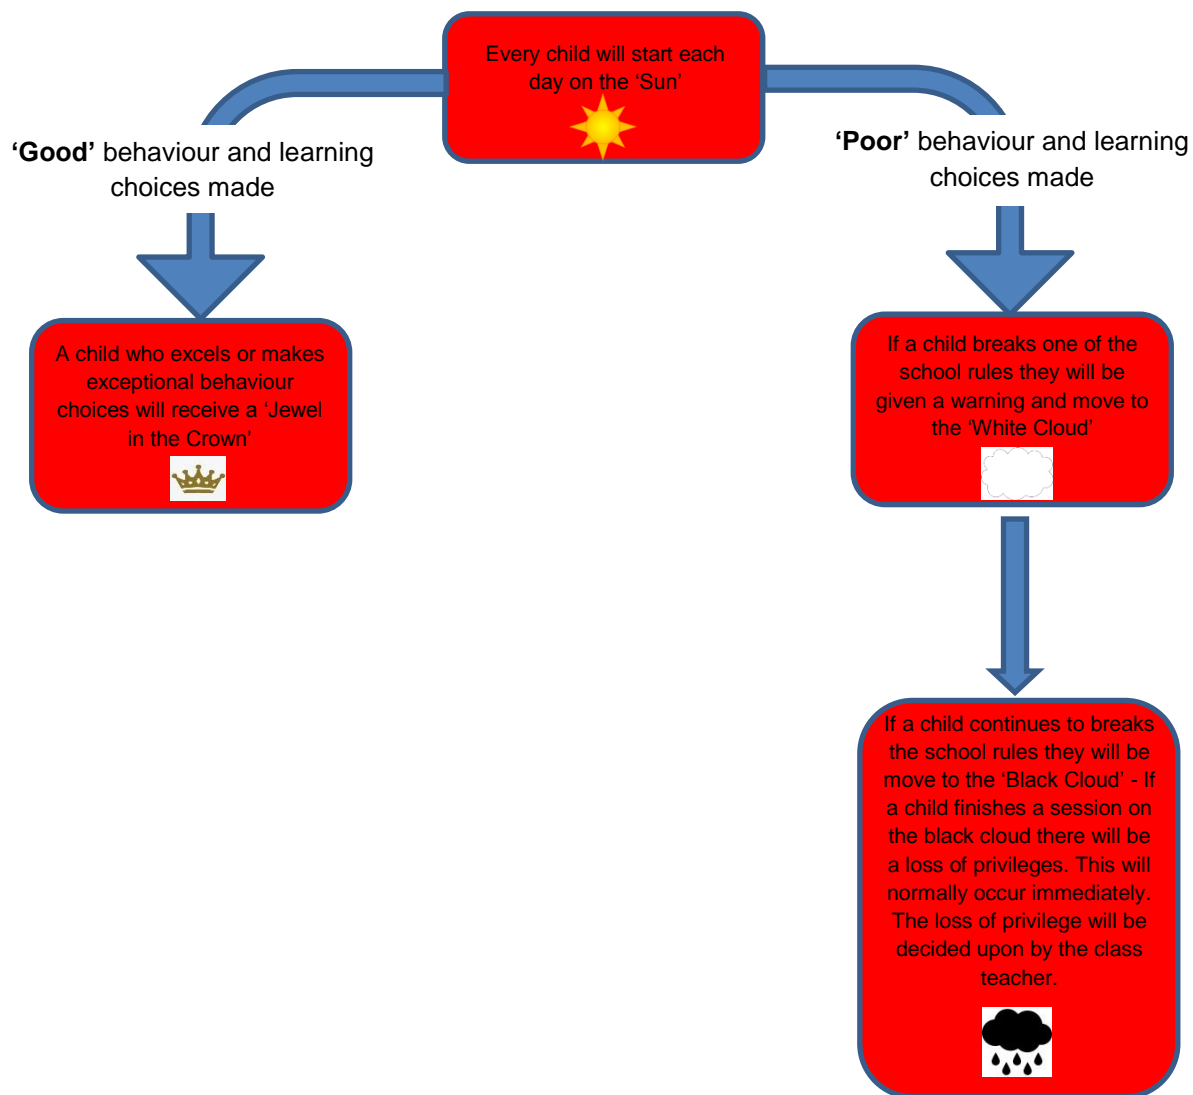 Every child will start each
day on the ‘Sun’
‘Good’ behaviour and learning
choices made
‘Poor’ behaviour and learning
choices made
A child who excels or makes
exceptional behaviour
choices will receive a ‘Jewel
in the Crown’
If a child breaks one of the
school rules they will be
given a warning and move to
the ‘White Cloud’
If a child continues to breaks
the school rules they will be
move to the ‘Black Cloud’ - If
a child finishes a session on
the black cloud there will be
a loss of privileges. This will
normally occur immediately.
The loss of privilege will be
decided upon by the class
teacher.